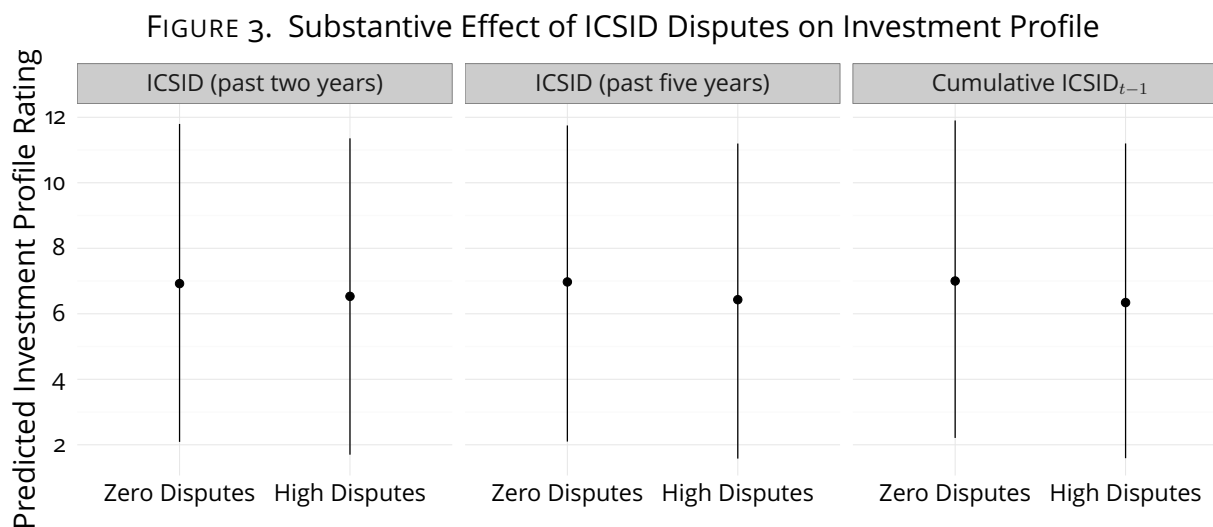 FIGURE 3. Substantive Effect of ICSID Disputes on Investment Profile
Predicted Investment Profile Rating
ICSID (past two years)
ICSID (past five years)
Cumulative ICSIDₜ₋₁
12
10
8
6
4
2
Zero Disputes High Disputes
Zero Disputes High Disputes
Zero Disputes High Disputes